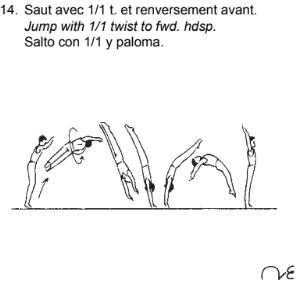 14. Saut avec 1/1 t. et renversement avant.
Jump with 1/1 twist to fwd. hdsp.
Salto con 1/1 y paloma.